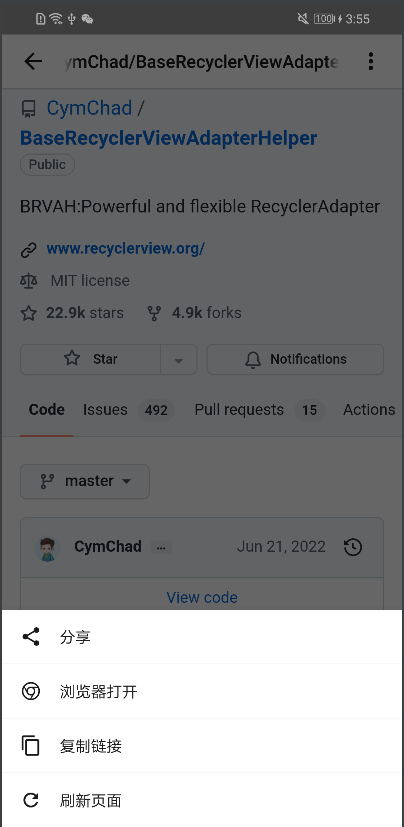 100 3:55
ymChad/BaseRecyclerViewAdapte
CymChad /
BaseRecyclerViewAdapterHelper
Public
BRVAH:Powerful and flexible RecyclerAdapter
www.recyclerview.org/
MIT license
22.9k stars 4.9k forks
Star Notifications
Code Issues 492 Pull requests 15 Actions
master
CymChad ... Jun 21, 2022
View code
分享
浏览器打开
复制链接
刷新页面